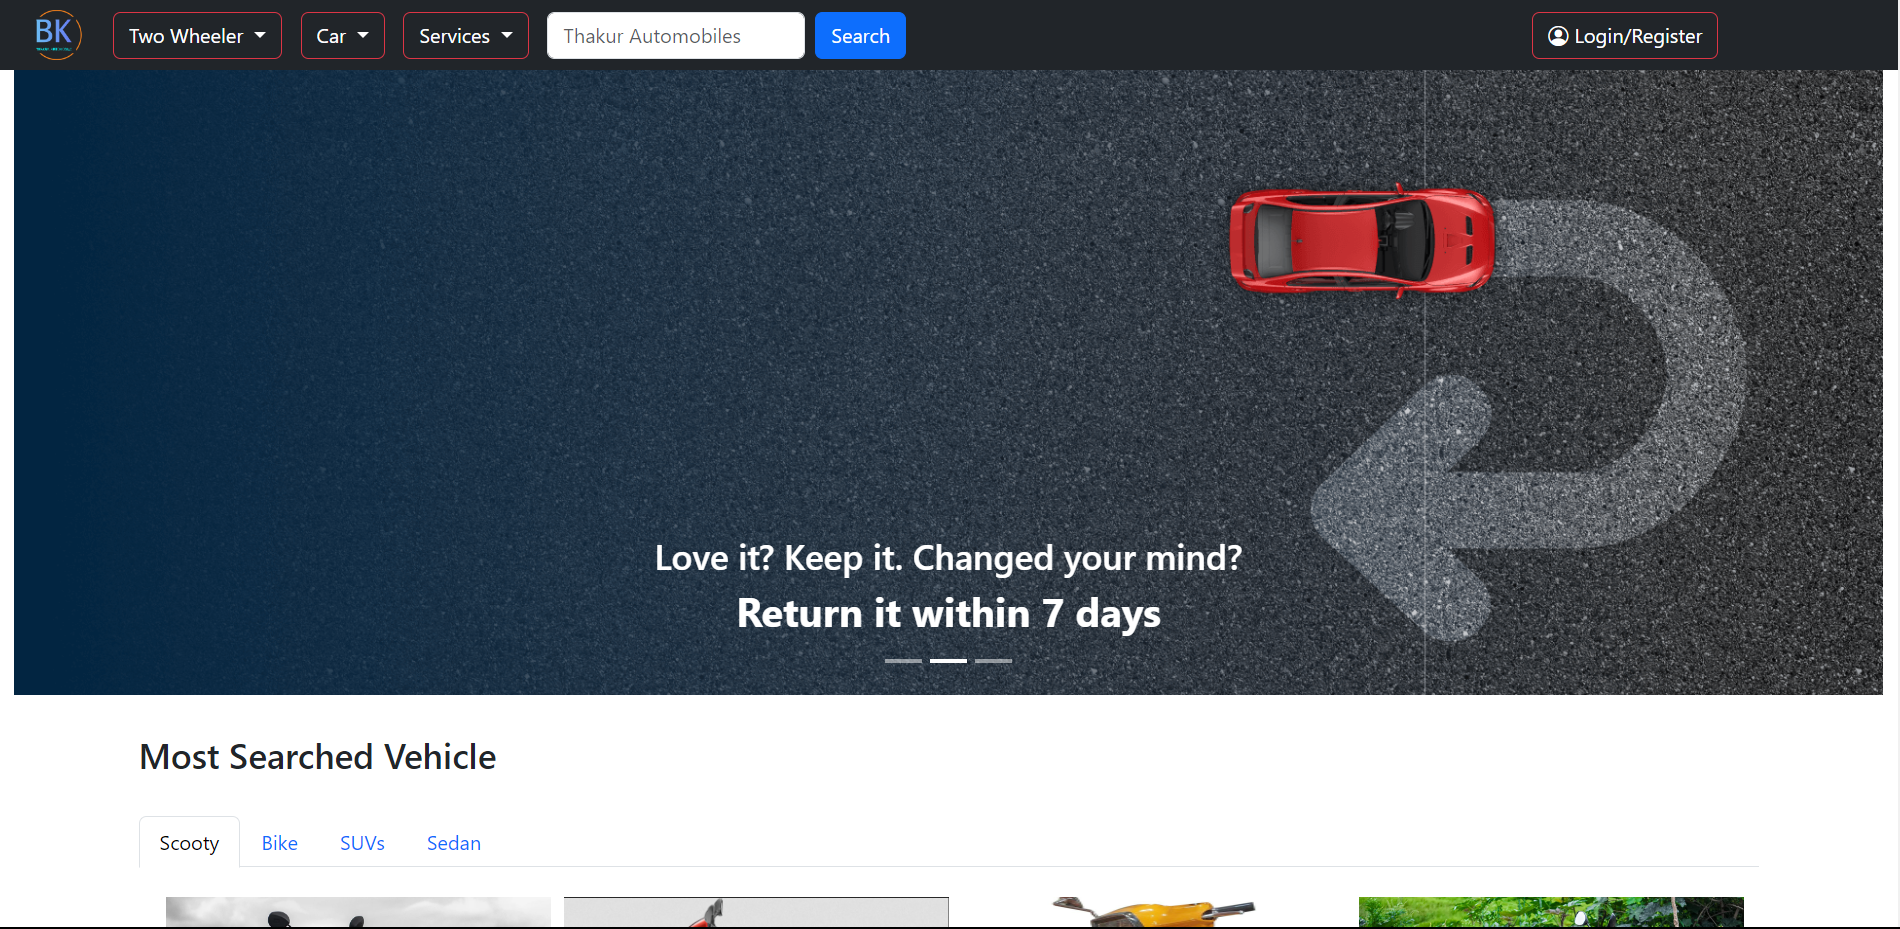 BK
Two Wheeler
Car
Services
Thakur Automobiles
Search
Login/Register
Love it? Keep it. Changed your mind?
Return it within 7 days
Most Searched Vehicle
Scooty
Bike
SUVs
Sedan